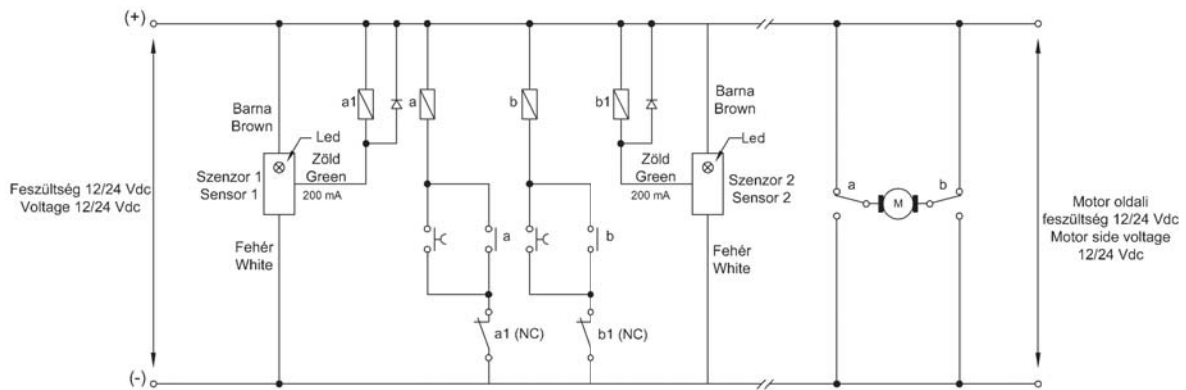 (+)
Feszültség 12/24 Vdc
Voltage 12/24 Vdc
(-)
Barna
Brown
Led
Szenzor 1
Sensor 1
Zöld
Green
200 mA
Fehér
White
a1
a
b
b1
a
b
a1 (NC)
b1 (NC)
Barna
Brown
Led
Zöld
Green
200 mA
Szenzor 2
Sensor 2
Fehér
White
a
M
b
Motor oldali
feszültség 12/24 Vdc
Motor side voltage
12/24 Vdc